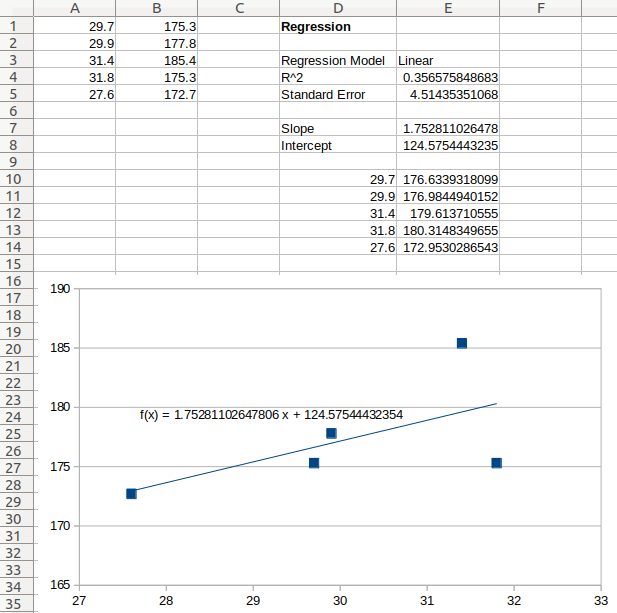 A B C D E F
1 29.7 175.3 Regression
2 29.9 177.8
3 31.4 185.4 Regression Model Linear
4 31.8 175.3 R^2 0.356575848683
5 27.6 172.7 Standard Error 4.51435351068
6
7 Slope 1.752811026478
8 Intercept 124.5754443235
9
10 29.7 176.6339318099
11 29.9 176.9844940152
12 31.4 179.613710555
13 31.8 180.3148349655
14 27.6 172.9530286543
15
16
17
18
19
20
21
22
23
24
25
26
27
28
29
30
31
32
33
34
35
190
185
180
f(x) = 1.75281102647806 x + 124.57544432354
175
170
165
27 28 29 30 31 32 33